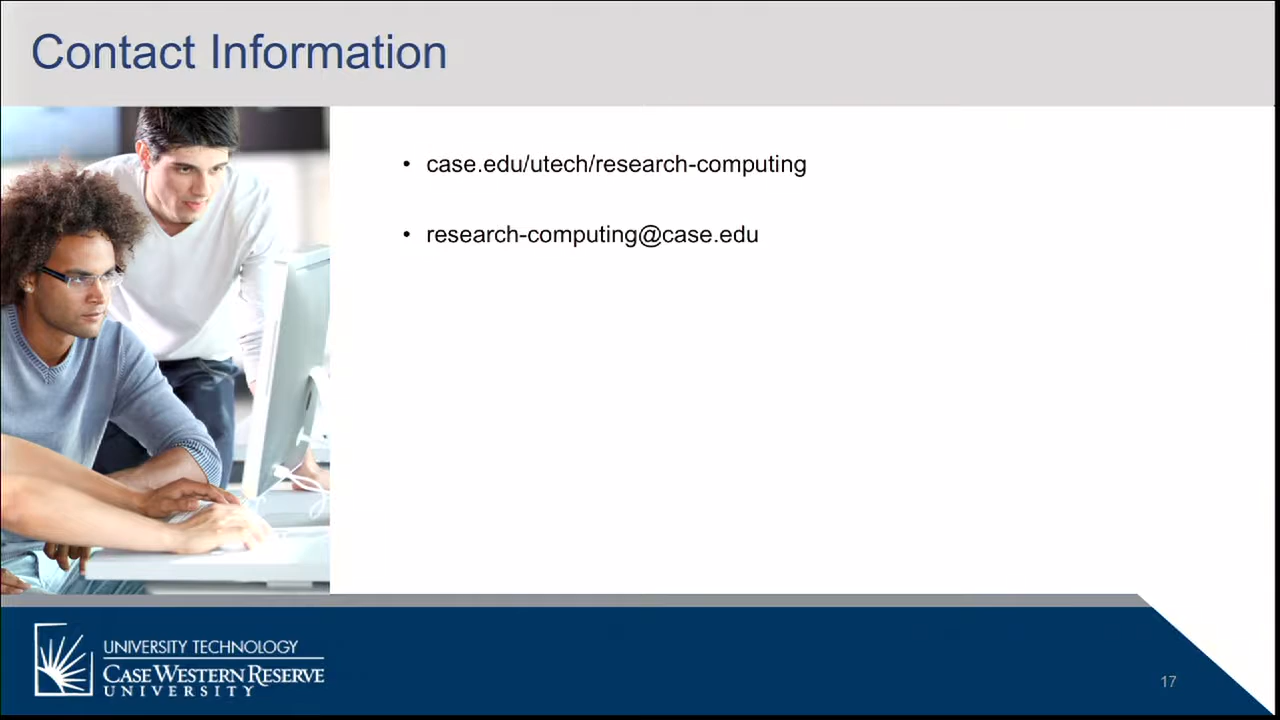 Contact Information
• case.edu/utech/research-computing
• research-computing@case.edu
UNIVERSITY TECHNOLOGY
CASE WESTERN RESERVE
UNIVERSITY
17